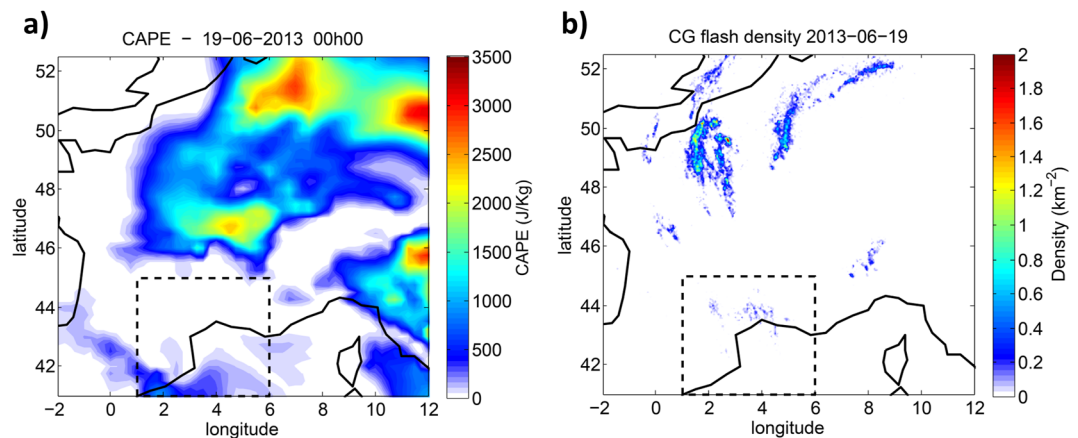 a)
CAPE − 19−06−2013 00h00
latitude
52
50
48
46
44
42
−2 0 2 4 6 8 10 12
longitude
3500
3000
2500
2000
1500
1000
500
0
CAPE (J/Kg)
b)
CG flash density 2013−06−19
latitude
52
50
48
46
44
42
−2 0 2 4 6 8 10 12
longitude
2
1.8
1.6
1.4
1.2
1
0.8
0.6
0.4
0.2
0
Density (km⁻²)